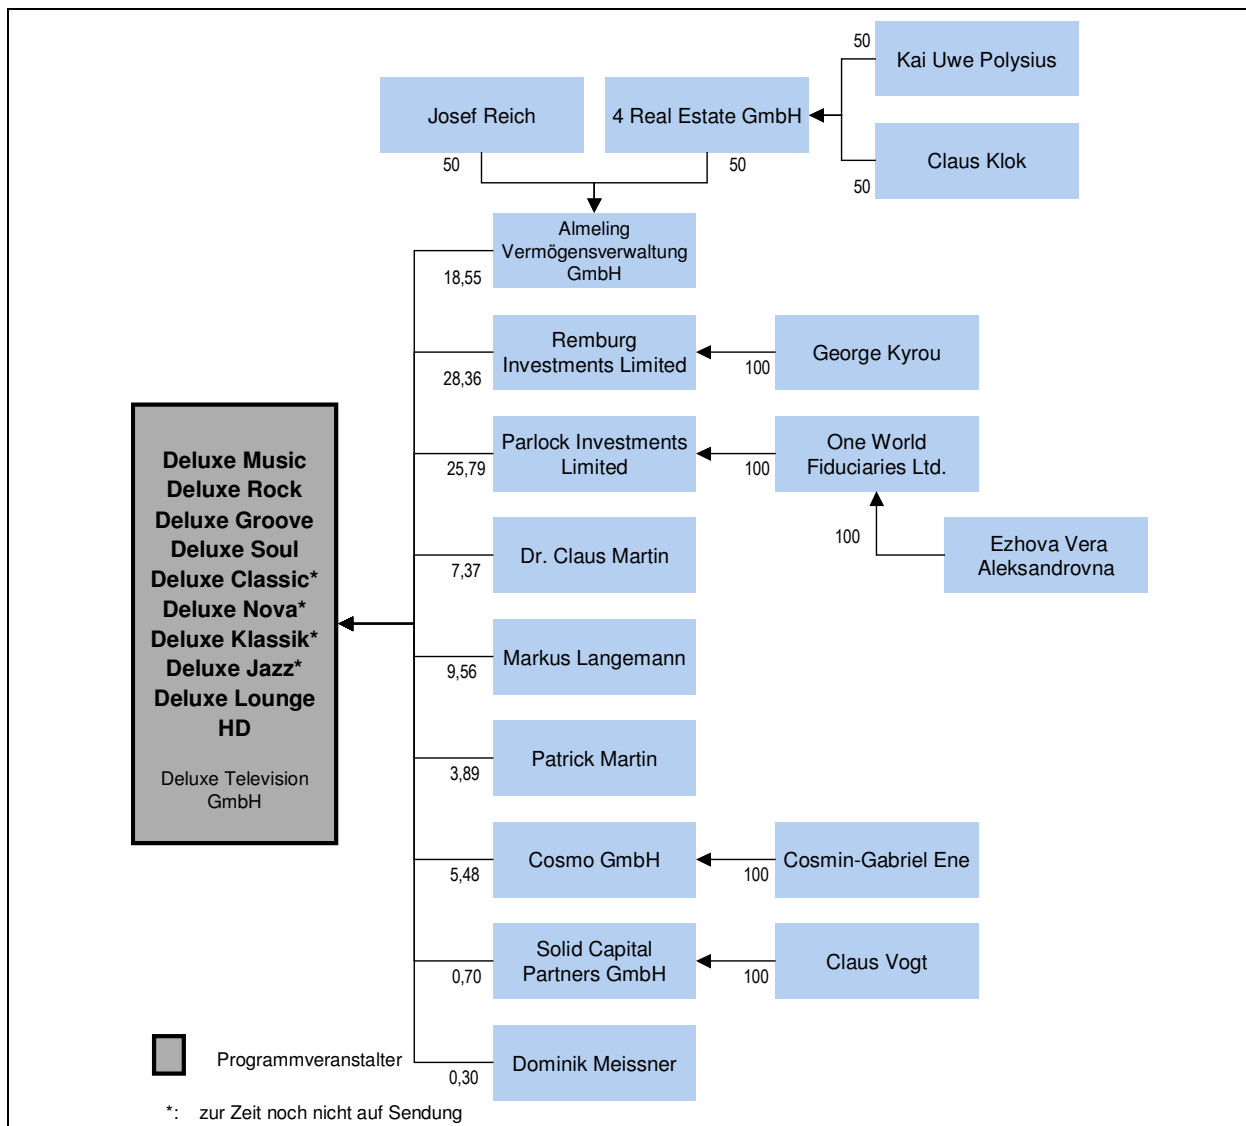 50
Kai Uwe Polysius
Josef Reich
4 Real Estate GmbH
Claus Klok
50
50
50
Almeling
Vermögensverwaltung
GmbH
18,55
Remburg
Investments Limited
George Kyrou
28,36
100
Parlock Investments
Limited
One World
Fiduciaries Ltd.
25,79
100
Deluxe Music
Deluxe Rock
Deluxe Groove
Deluxe Soul
Deluxe Classic*
Deluxe Nova*
Deluxe Klassik*
Deluxe Jazz*
Deluxe Lounge
HD
Deluxe Television
GmbH
Dr. Claus Martin
7,37
100
Ezhova Vera
Aleksandrovna
Markus Langemann
9,56
Patrick Martin
3,89
Cosmo GmbH
Cosmin-Gabriel Ene
5,48
100
Solid Capital
Partners GmbH
Claus Vogt
0,70
100
Dominik Meissner
0,30
Programmveranstalter
*: zur Zeit noch nicht auf Sendung